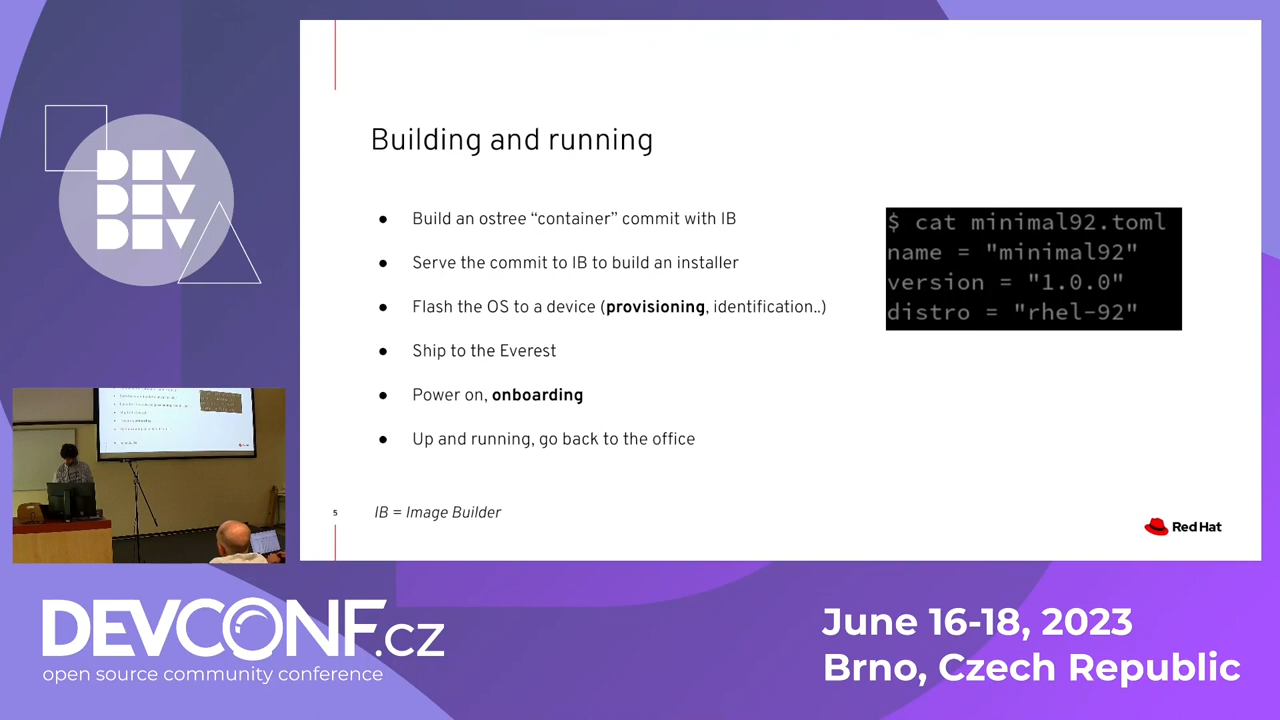 DEV
DEV
DEV
Building and running
● Build an ostree “container” commit with IB
● Serve the commit to IB to build an installer
● Flash the OS to a device (provisioning, identification..)
● Ship to the Everest
● Power on, onboarding
● Up and running, go back to the office
$ cat minimal92.toml
name = "minimal92"
version = "1.0.0"
distro = "rhel-92"
5
IB = Image Builder
Red Hat
DEVCONF.cz
open source community conference
June 16-18, 2023
Brno, Czech Republic